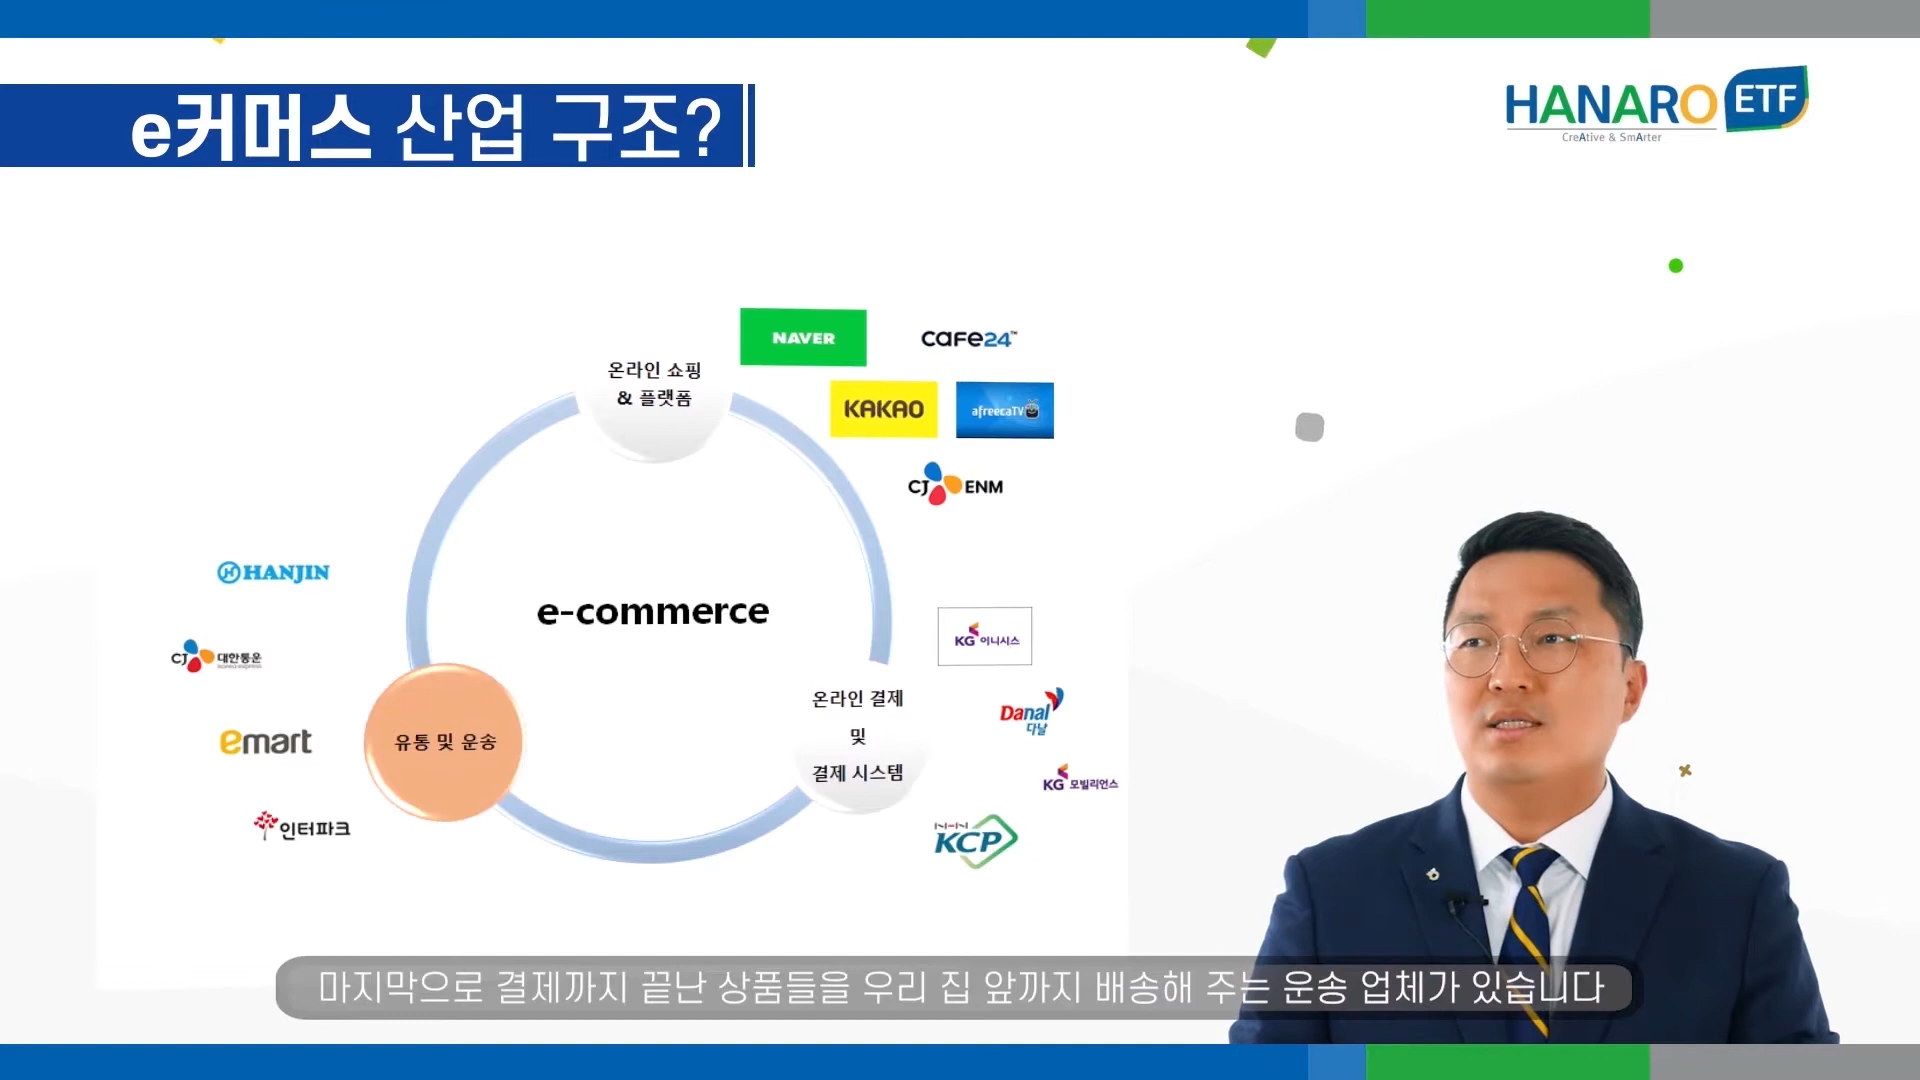 e커머스 산업 구조?
HANARO ETF
CreAtive & SmArter
온라인 쇼핑
& 플랫폼
NAVER
CAFE24™
KAKAO
afreecaTV
CJ ENM
e-commerce
HANJIN
CJ 대한통운
emart
인터파크
유통 및 운송
KG 이니시스
온라인 결제
및
결제 시스템
Danal
다날
KG 모빌리언스
KCP
마지막으로 결제까지 끝난 상품들을 우리 집 앞까지 배송해 주는 운송 업체가 있습니다